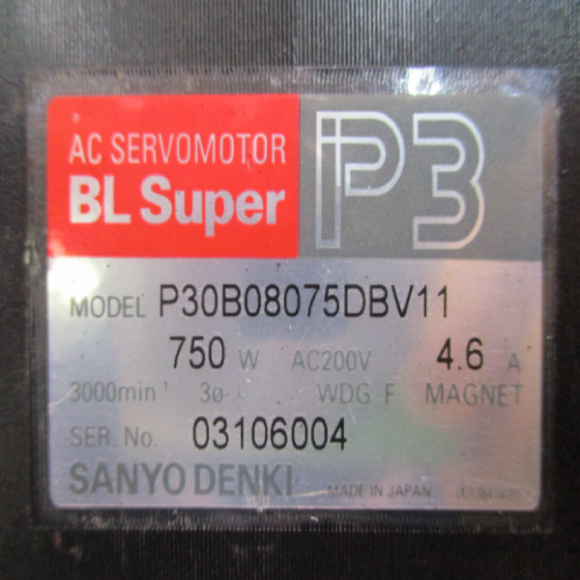 AC SERVOMOTOR
BL Super
P3
MODEL P30B08075DBV11
750 W AC200V 4.6 A
3000min⁻¹ 3ø- WDG F MAGNET
SER. No. 03106004
SANYO DENKI MADE IN JAPAN